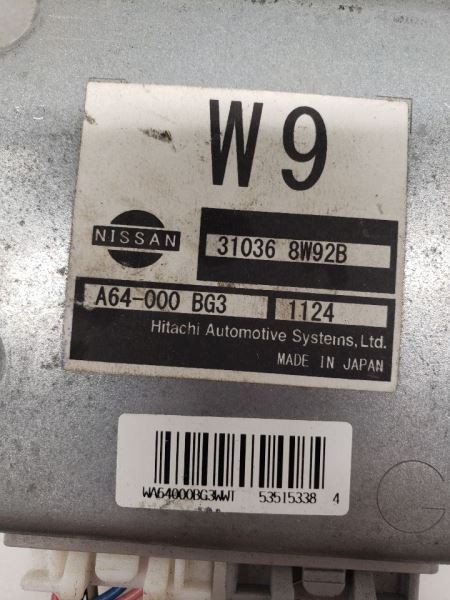 W9
NISSAN
31036 8W92B
A64-000 BG3 1124
Hitachi Automotive Systems,Ltd.
MADE IN JAPAN
WA64000BG3WWT 53515338 4
G